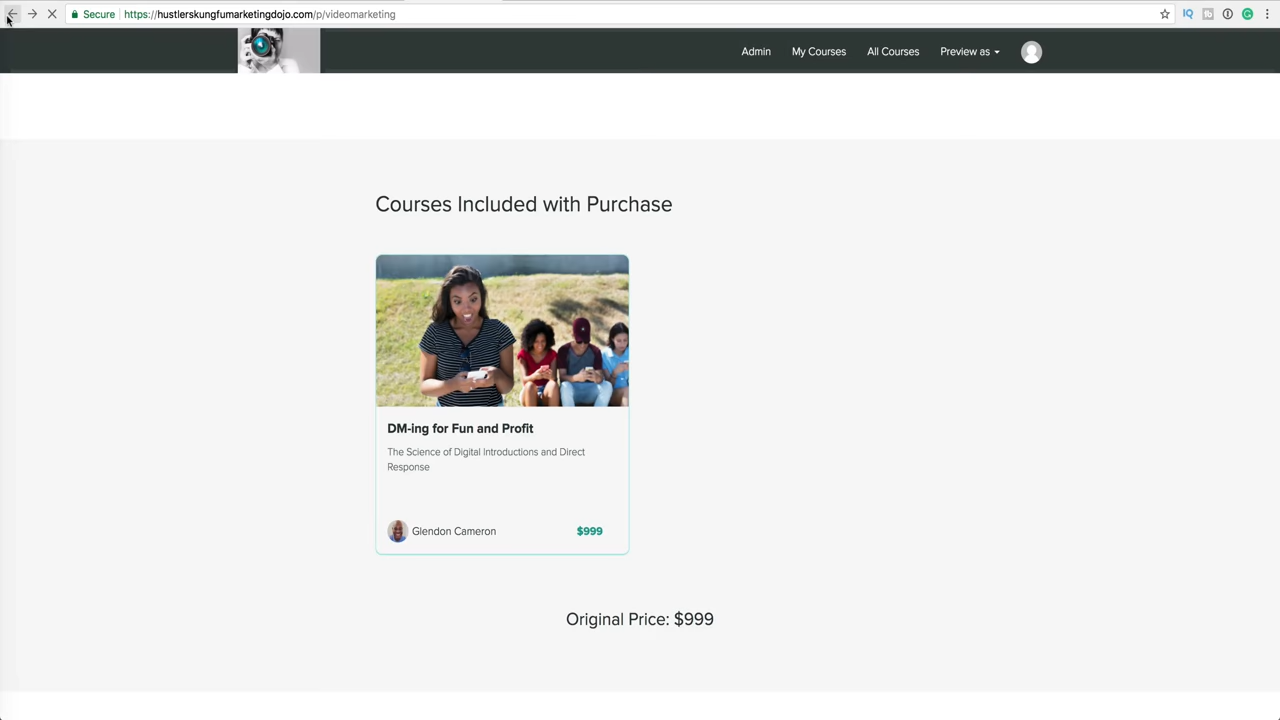 Secure https://hustlerskungfumarketingdojo.com/p/videomarketing
Admin My Courses All Courses Preview as
Courses Included with Purchase
DM-ing for Fun and Profit
The Science of Digital Introductions and Direct
Response
Glendon Cameron $999
Original Price: $999